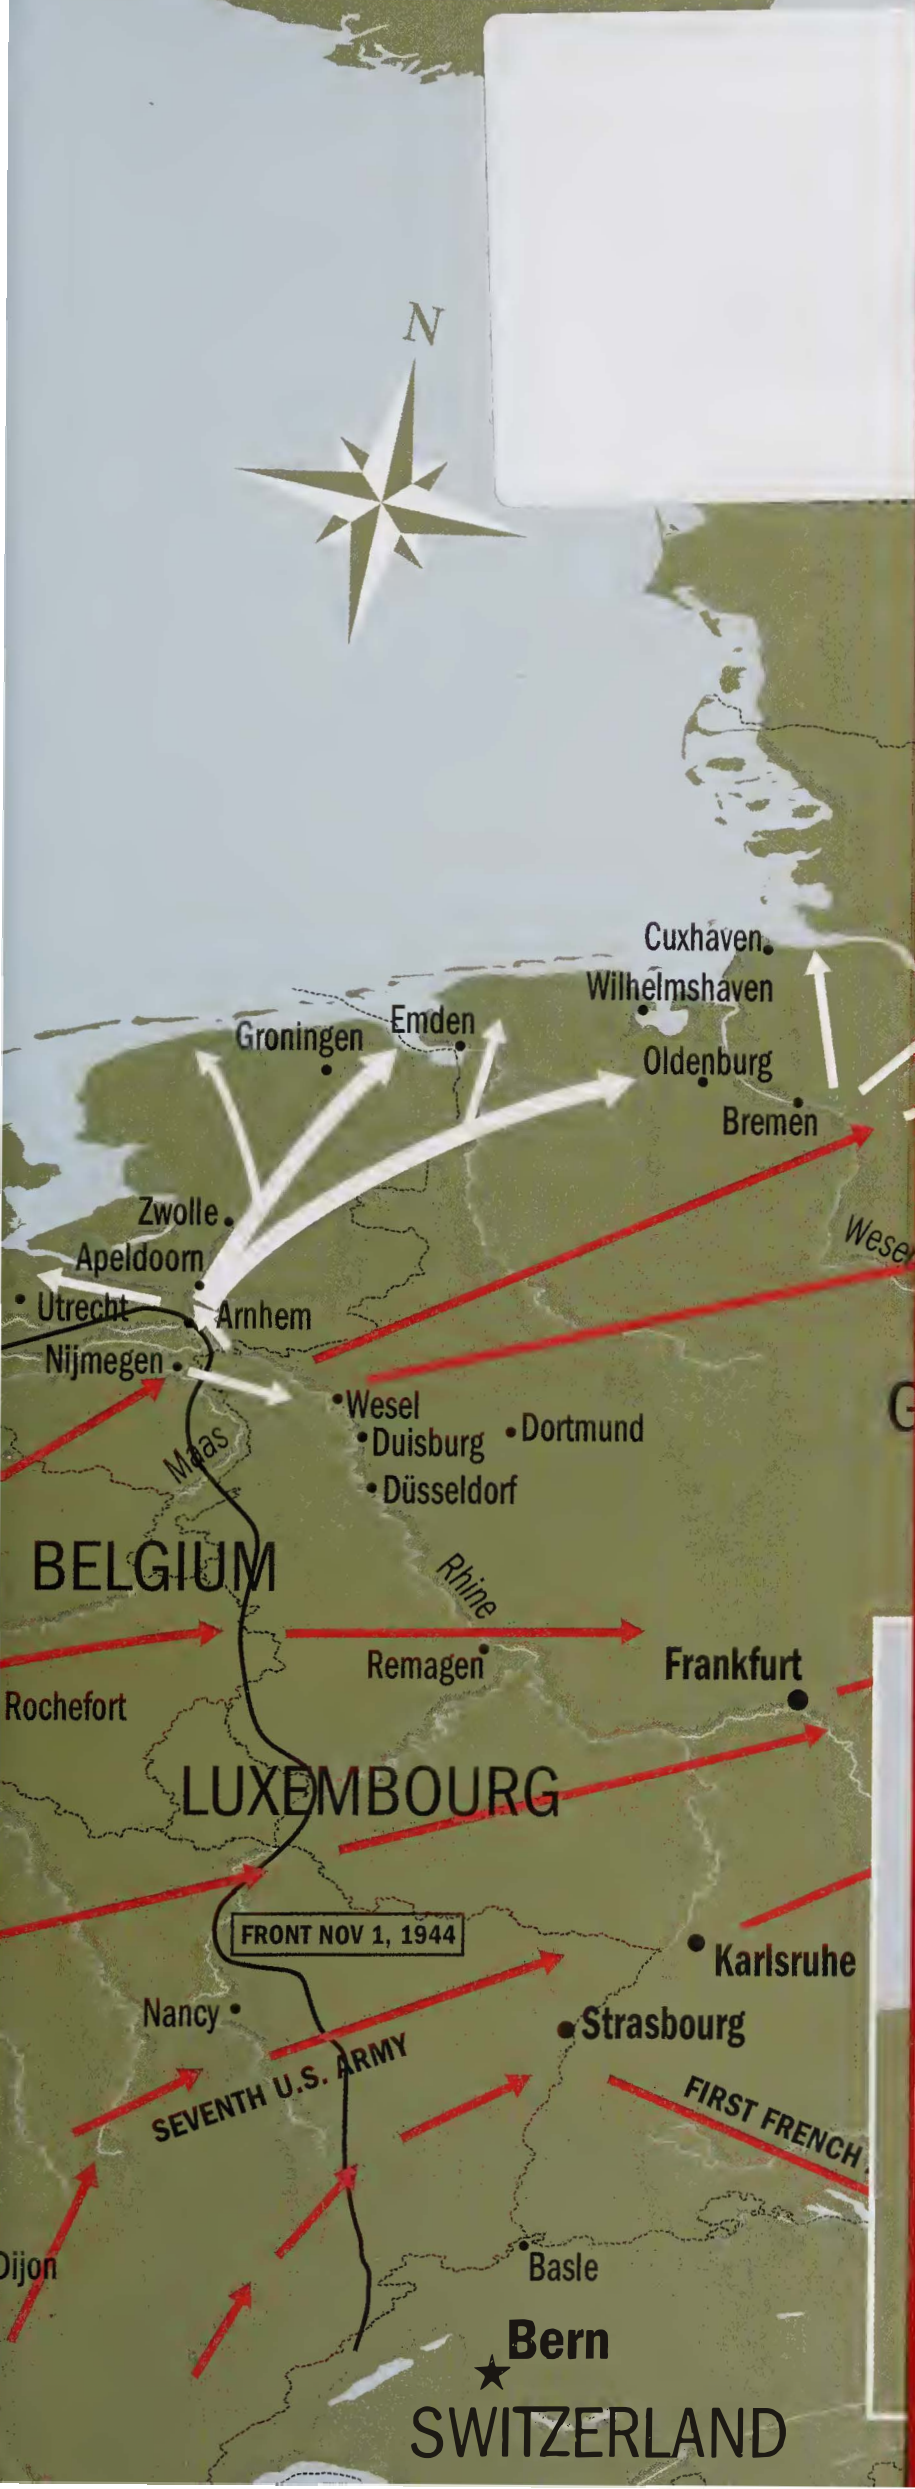 N
Cuxhaven
Wilhelmshaven
Groningen
Emden
Oldenburg
Bremen
Zwolle
Apeldoorn
Utrecht
Arnhem
Wesel
Nijmegen
Wesel
Duisburg
Dortmund
Maas
Düsseldorf
BELGIUM
Rhine
Remagen
Frankfurt
Rochefort
LUXEMBOURG
FRONT NOV 1, 1944
Karlsruhe
Nancy
Strasbourg
SEVENTH U.S. ARMY
FIRST FRENCH
Dijon
Basle
Bern
SWITZERLAND